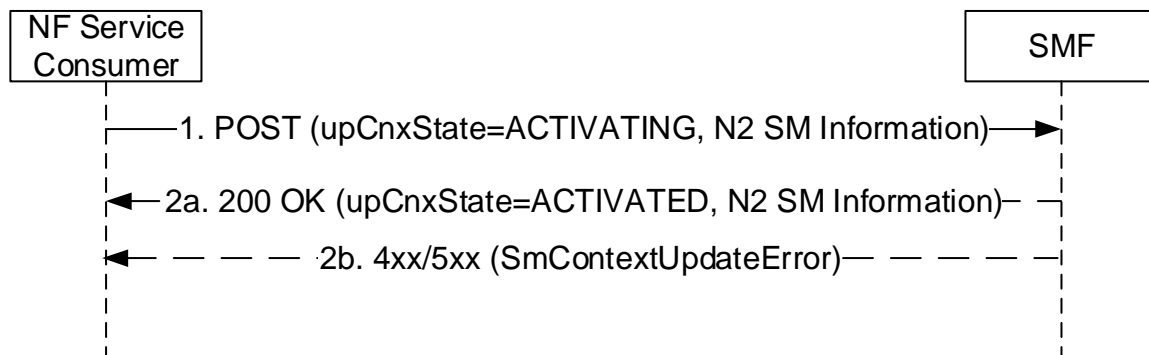 NF Service
Consumer
SMF
1. POST (upCnxState=ACTIVATING, N2 SM Information)
2a. 200 OK (upCnxState=ACTIVATED, N2 SM Information)
2b. 4xx/5xx (SmContextUpdateError)